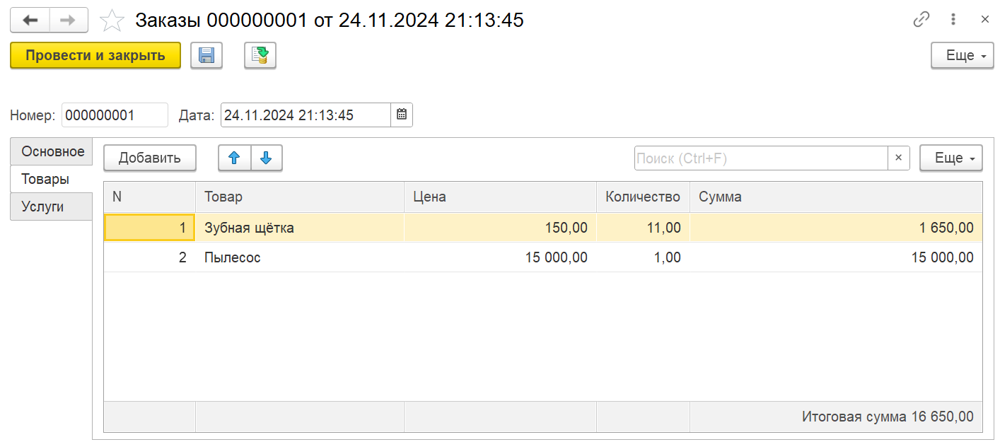 Заказы 000000001 от 24.11.2024 21:13:45
Провести и закрыть
Еще
Номер: 000000001 Дата: 24.11.2024 21:13:45
Основное
Товары
Услуги
Добавить Поиск (Ctrl+F) × Еще
N Товар Цена Количество Сумма
1 Зубная щётка 150,00 11,00 1 650,00
2 Пылесос 15 000,00 1,00 15 000,00
Итоговая сумма 16 650,00